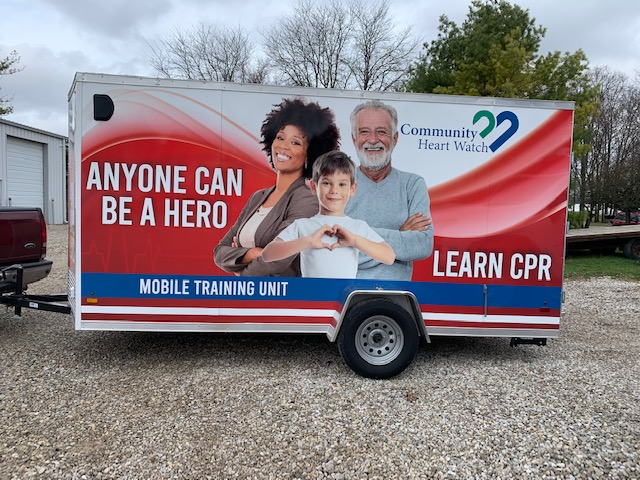 ANYONE CAN
BE A HERO
Community
Heart Watch
LEARN CPR
MOBILE TRAINING UNIT